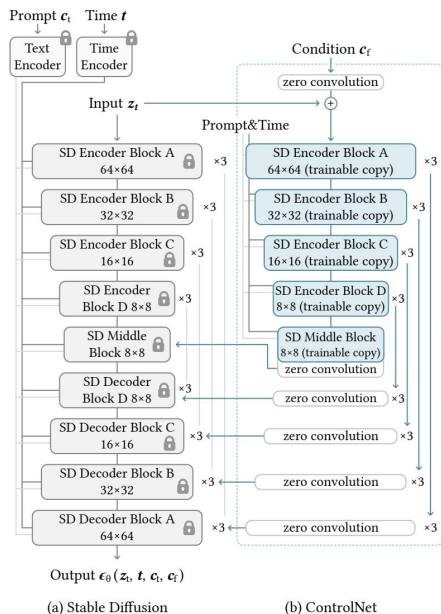 Prompt cₜ Time t
Text
Encoder
Time
Encoder
Condition c_f
zero convolution
Input zₜ
+
Prompt&Time
SD Encoder Block A
64×64
×3
SD Encoder Block A
64×64 (trainable copy)
×3
SD Encoder Block B
32×32
×3
SD Encoder Block B
32×32 (trainable copy)
×3
SD Encoder Block C
16×16
×3
SD Encoder Block C
16×16 (trainable copy)
×3
SD Encoder
Block D 8×8
×3
SD Encoder Block D
8×8 (trainable copy)
×3
SD Middle
Block 8×8
SD Middle Block
8×8 (trainable copy)
zero convolution
SD Decoder
Block D 8×8
×3
zero convolution
×3
SD Decoder Block C
16×16
×3
zero convolution
×3
SD Decoder Block B
32×32
×3
zero convolution
×3
SD Decoder Block A
64×64
×3
zero convolution
×3
Output ϵ_θ(zₜ, t, cₜ, c_f)
(a) Stable Diffusion
(b) ControlNet